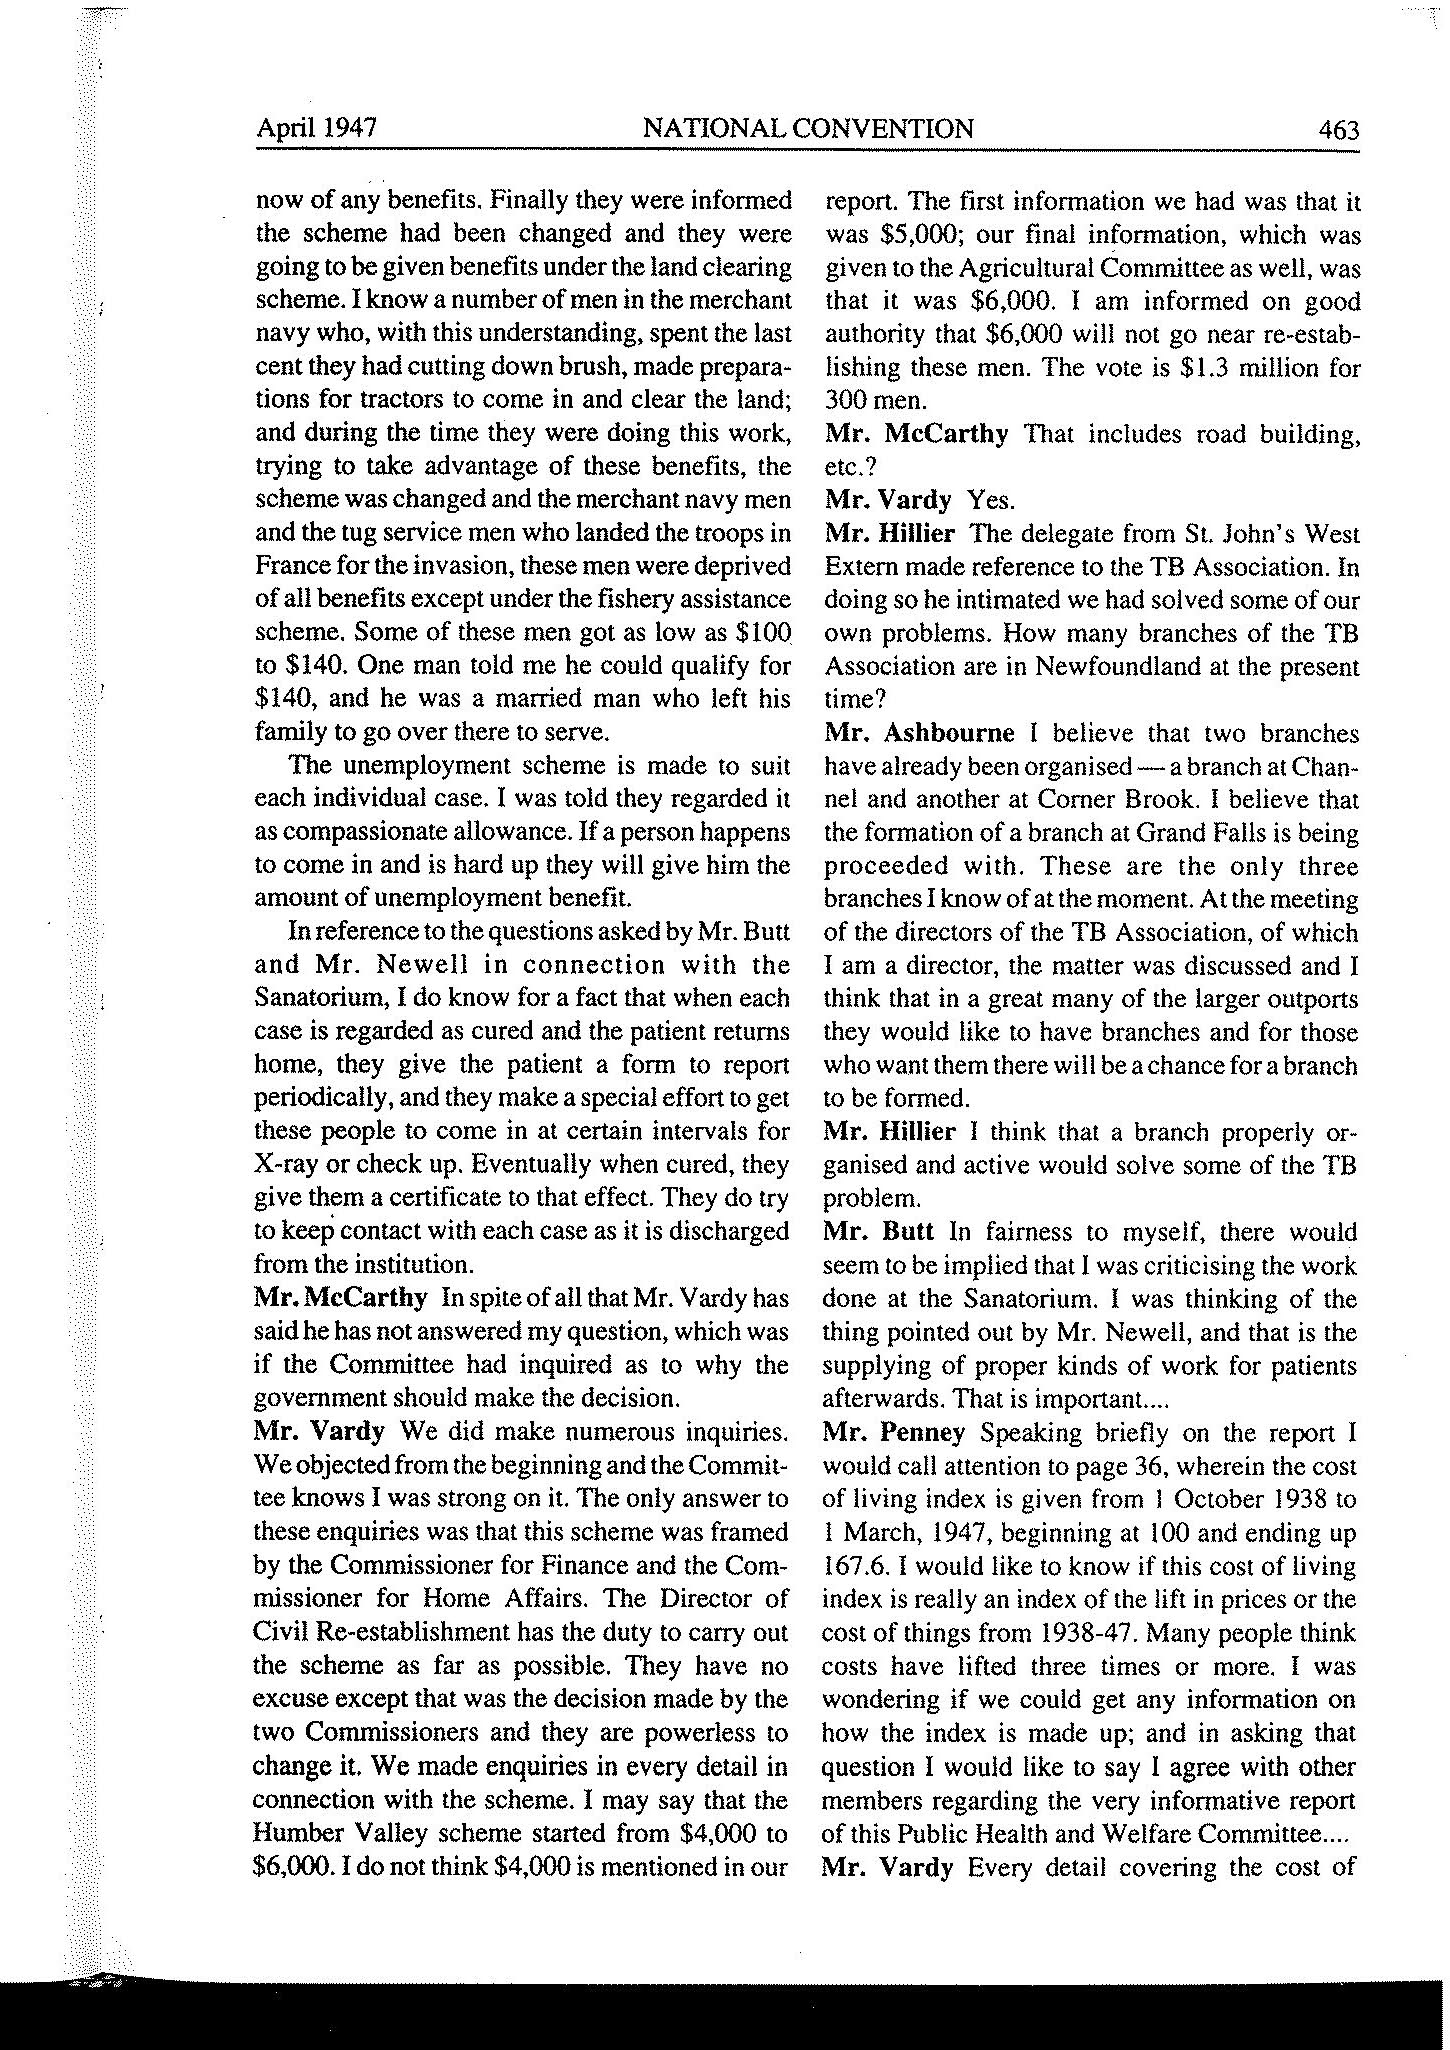 April 1947 NATIONAL CONVENTION 463
now of any benefits. Finally they were informed
the scheme had been changed and they were
going to be given benefits under the land clearing
scheme. I know a number of men in the merchant
navy who, with this understanding, spent the last
cent they had cutting down brush, made prepara-
tions for tractors to come in and clear the land;
and during the time they were doing this work,
trying to take advantage of these benefits, the
scheme was changed and the merchant navy men
and the tug service men who landed the troops in
France for the invasion, these men were deprived
of all benefits except under the fishery assistance
scheme. Some of these men got as low as $100
to $140. One man told me he could qualify for
$140, and he was a married man who left his
family to go over there to serve.
The unemployment scheme is made to suit
each individual case. I was told they regarded it
as compassionate allowance. If a person happens
to come in and is hard up they will give him the
amount of unemployment benefit.
In reference to the questions asked by Mr. Butt
and Mr. Newell in connection with the
Sanatorium, I do know for a fact that when each
case is regarded as cured and the patient returns
home, they give the patient a form to report
periodically, and they make a special effort to get
these people to come in at certain intervals for
X-ray or check up. Eventually when cured, they
give them a certificate to that effect. They do try
to keep contact with each case as it is discharged
from the institution.
Mr. McCarthy In spite of all that Mr. Vardy has
said he has not answered my question, which was
if the Committee had inquired as to why the
government should make the decision.
Mr. Vardy We did make numerous inquiries.
We objected from the beginning and the Commit-
tee knows I was strong on it. The only answer to
these enquiries was that this scheme was framed
by the Commissioner for Finance and the Com-
missioner for Home Affairs. The Director of
Civil Re-establishment has the duty to carry out
the scheme as far as possible. They have no
excuse except that was the decision made by the
two Commissioners and they are powerless to
change it. We made enquiries in every detail in
connection with the scheme. I may say that the
Humber Valley scheme started from $4,000 to
$6,000. I do not think $4,000 is mentioned in our
report. The first information we had was that it
was $5,000; our final information, which was
given to the Agricultural Committee as well, was
that it was $6,000. I am informed on good
authority that $6,000 will not go near re-estab-
lishing these men. The vote is $1.3 million for
300 men.
Mr. McCarthy That includes road building,
etc.?
Mr. Vardy Yes.
Mr. Hillier The delegate from St. John's West
Extern made reference to the TB Association. In
doing so he intimated we had solved some of our
own problems. How many branches of the TB
Association are in Newfoundland at the present
time?
Mr. Ashbourne I believe that two branches
have already been organised — a branch at Chan-
nel and another at Corner Brook. I believe that
the formation of a branch at Grand Falls is being
proceeded with. These are the only three
branches I know of at the moment. At the meeting
of the directors of the TB Association, of which
I am a director, the matter was discussed and I
think that in a great many of the larger outports
they would like to have branches and for those
who want them there will be a chance for a branch
to be formed.
Mr. Hillier I think that a branch properly or-
ganised and active would solve some of the TB
problem.
Mr. Butt In fairness to myself, there would
seem to be implied that I was criticising the work
done at the Sanatorium. I was thinking of the
thing pointed out by Mr. Newell, and that is the
supplying of proper kinds of work for patients
afterwards. That is important....
Mr. Penney Speaking briefly on the report I
would call attention to page 36, wherein the cost
of living index is given from 1 October 1938 to
1 March, 1947, beginning at 100 and ending up
167.6. I would like to know if this cost of living
index is really an index of the lift in prices or the
cost of things from 1938-47. Many people think
costs have lifted three times or more. I was
wondering if we could get any information on
how the index is made up; and in asking that
question I would like to say I agree with other
members regarding the very informative report
of this Public Health and Welfare Committee....
Mr. Vardy Every detail covering the cost of